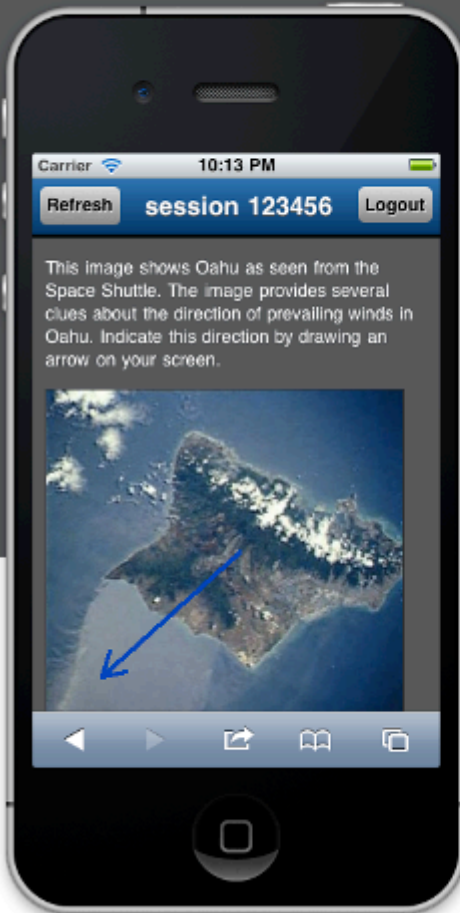 Carrier 10:13 PM
Refresh session 123456 Logout
This image shows Oahu as seen from the
Space Shuttle. The image provides several
clues about the direction of prevailing winds in
Oahu. Indicate this direction by drawing an
arrow on your screen.